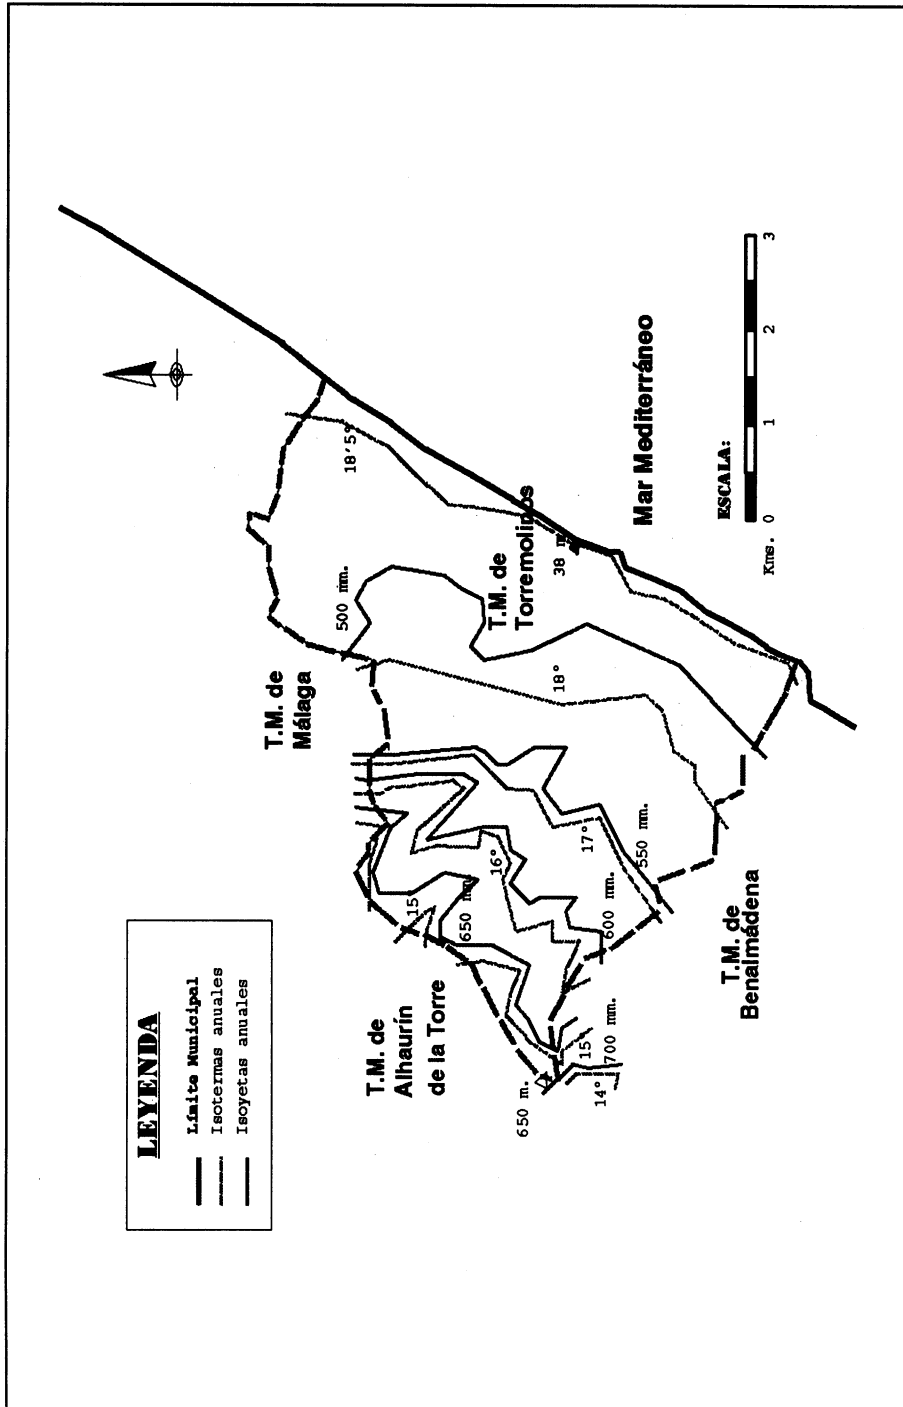 LEYENDA
Límite Municipal
Isotermas anuales
Isoyetas anuales
T.M. de
Málaga
500 mm.
18'5°
T.M. de
Alhaurín
de la Torre
15
650 mm
16°
17°
18°
T.M. de
Torremolinos
38 m
650 m.
14°
15°
700 mm.
600 mm.
550 mm.
T.M. de
Benalmádena
Mar Mediterráneo
ESCALA:
Kms. 0 1 2 3